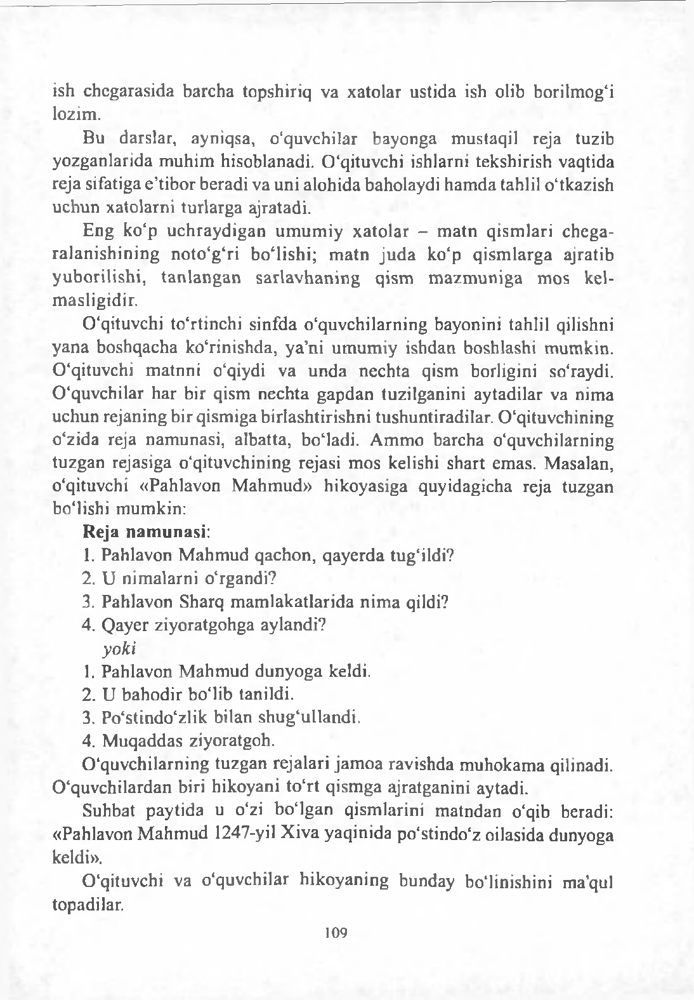 ish chegarasida barcha topshiriq va xatolar ustida ish olib borilmog‘i
lozim.
Bu darslar, ayniqsa, o‘quvchilar bayonga mustaqil reja tuzib
yozganlarida muhim hisoblanadi. O‘qituvchi ishlarni tekshirish vaqtida
reja sifatiga e’tibor beradi va uni alohida baholaydi hamda tahlil o‘tkazish
uchun xatolarni turlarga ajratadi.
Eng ko‘p uchraydigan umumiy xatolar – matn qismlari chega-
ralanishining noto‘g‘ri bo‘lishi; matn juda ko‘p qismlarga ajratib
yuborilishi, tanlangan sarlavhaning qism mazmuniga mos kel-
masligidir.
O‘qituvchi to‘rtinchi sinfda o‘quvchilarning bayonini tahlil qilishni
yana boshqacha ko‘rinishda, ya’ni umumiy ishdan boshlashi mumkin.
O‘qituvchi matnni o‘qiydi va unda nechta qism borligini so‘raydi.
O‘quvchilar har bir qism nechta gapdan tuzilganini aytadilar va nima
uchun rejaning bir qismiga birlashtirishni tushuntiradilar. O‘qituvchining
o‘zida reja namunasi, albatta, bo‘ladi. Ammo barcha o‘quvchilarning
tuzgan rejasiga o‘qituvchining rejasi mos kelishi shart emas. Masalan,
o‘qituvchi «Pahlavon Mahmud» hikoyasiga quyidagicha reja tuzgan
bo‘lishi mumkin:
Reja namunasi:
1. Pahlavon Mahmud qachon, qayerda tug‘ildi?
2. U nimalarni o‘rgandi?
3. Pahlavon Sharq mamlakatlarida nima qildi?
4. Qayer ziyoratgohga aylandi?
yoki
1. Pahlavon Mahmud dunyoga keldi.
2. U bahodir bo‘lib tanildi.
3. Po‘stindo‘zlik bilan shug‘ullandi.
4. Muqaddas ziyoratgoh.
O‘quvchilarning tuzgan rejalari jamoa ravishda muhokama qilinadi.
O‘quvchilardan biri hikoyani to‘rt qismga ajratganini aytadi.
Suhbat paytida u o‘zi bo‘lgan qismlarini matndan o‘qib beradi:
«Pahlavon Mahmud 1247-yil Xiva yaqinida po‘stindo‘z oilasida dunyoga
keldi».
O‘qituvchi va o‘quvchilar hikoyaning bunday bo‘linishini ma’qul
topadilar.
109